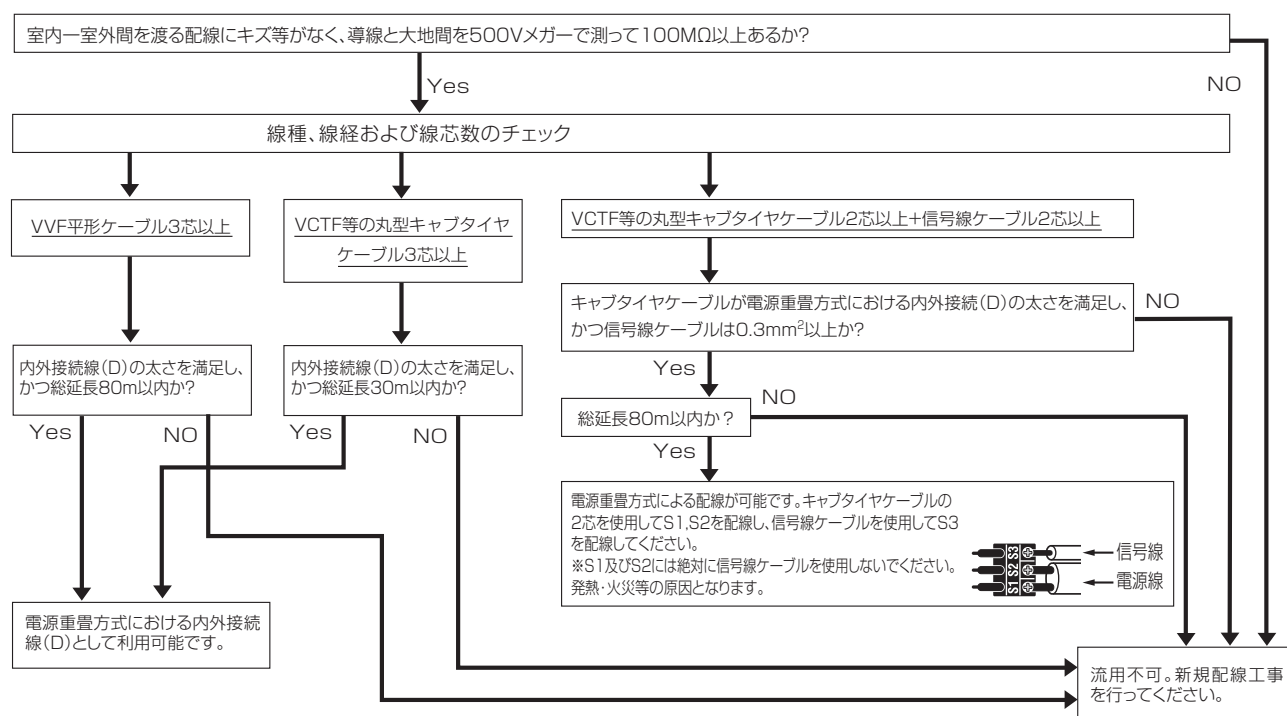 室内ー室外間を渡る配線にキズ等がなく、導線と大地間を500Vメガーで測って100MΩ以上あるか?
Yes
NO
線種、線経および線芯数のチェック
VVF平形ケーブル3芯以上
VCTF等の丸型キャブタイヤ
ケーブル3芯以上
VCTF等の丸型キャブタイヤケーブル2芯以上+信号線ケーブル2芯以上
キャブタイヤケーブルが電源重畳方式における内外接続(D)の太さを満足し、
かつ信号線ケーブルは0.3mm²以上か?
NO
Yes
内外接続線(D)の太さを満足し、
かつ総延長80m以内か?
内外接続線(D)の太さを満足し、
かつ総延長30m以内か?
総延長80m以内か?
NO
Yes
NO
Yes
NO
Yes
電源重畳方式による配線が可能です。キャブタイヤケーブルの
2芯を使用してS1,S2を配線し、信号線ケーブルを使用してS3
を配線してください。
※S1及びS2には絶対に信号線ケーブルを使用しないでください。
発熱・火災等の原因となります。
S1 S2 S3
信号線
電源線
電源重畳方式における内外接続
線(D)として利用可能です。
流用不可。新規配線工事
を行ってください。